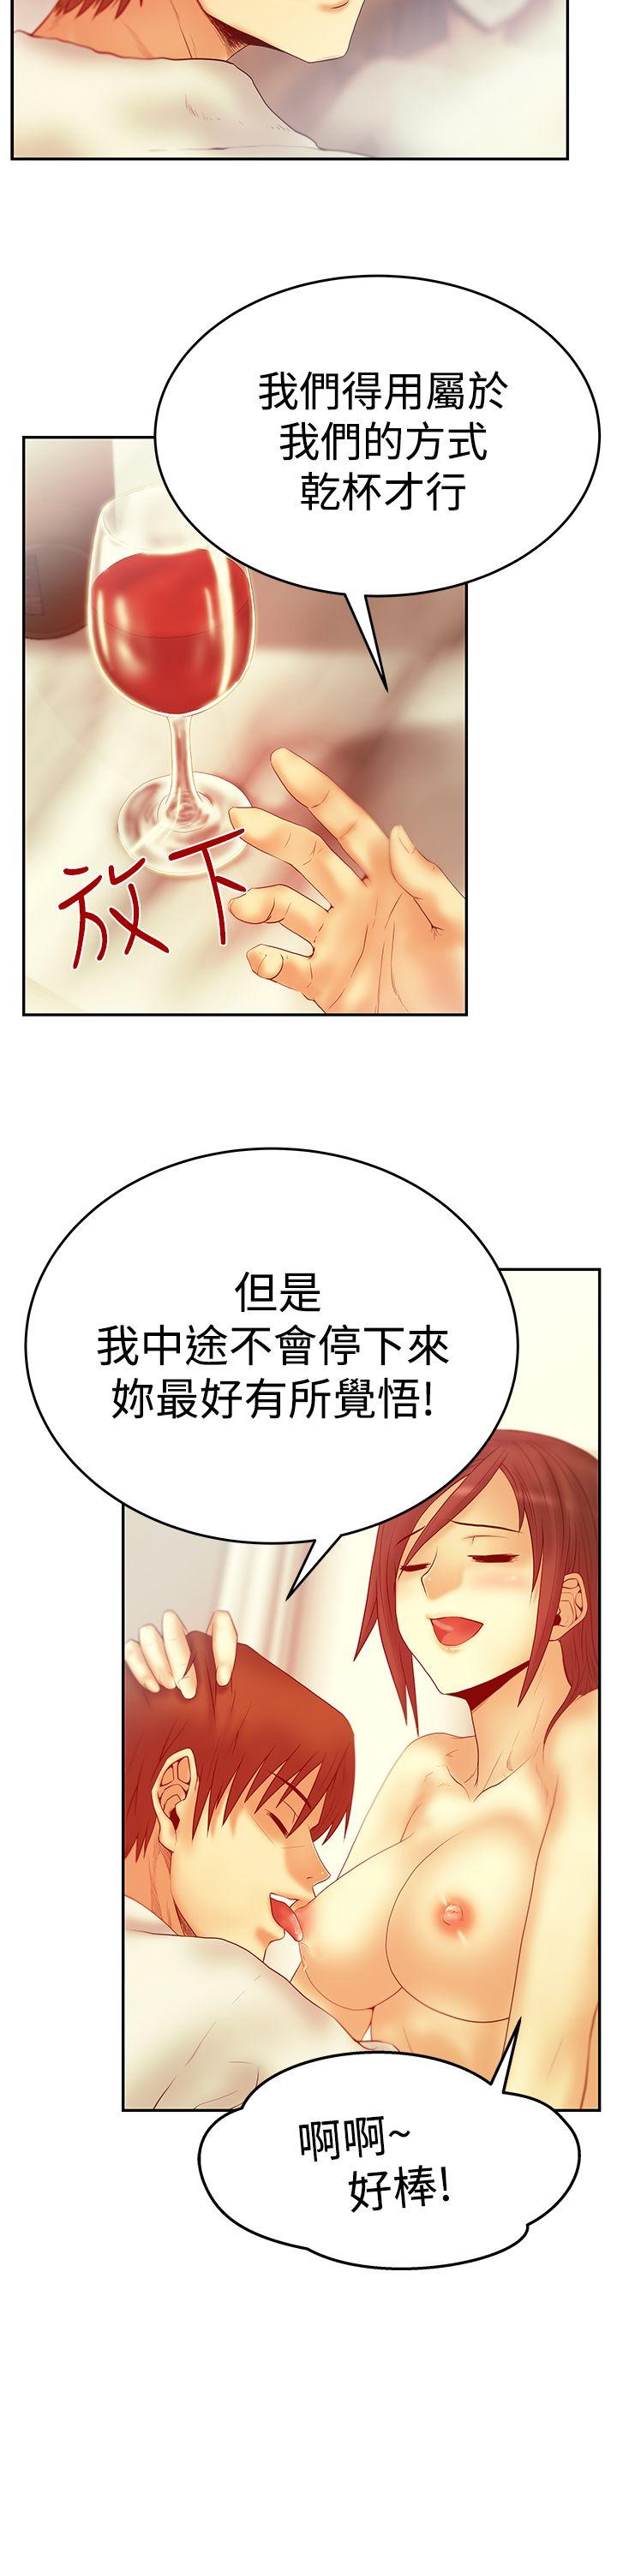 我們得用屬於
我們的方式
乾杯才行
放下
但是
我中途不會停下來
妳最好有所覺悟!
啊啊~
好棒!